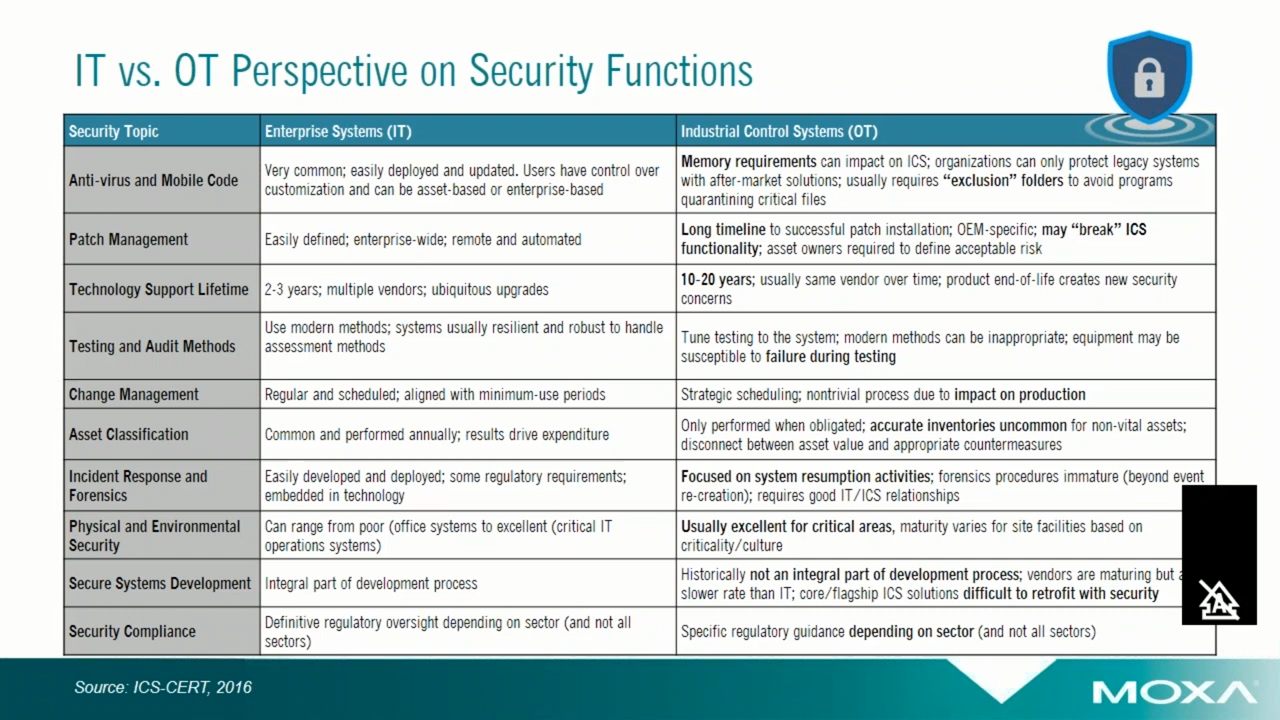 IT vs. OT Perspective on Security Functions
Security Topic
Enterprise Systems (IT)
Industrial Control Systems (OT)
Anti-virus and Mobile Code
Very common; easily deployed and updated. Users have control over
customization and can be asset-based or enterprise-based
Memory requirements can impact on ICS; organizations can only protect legacy systems
with after-market solutions; usually requires “exclusion” folders to avoid programs
quarantining critical files
Patch Management
Easily defined; enterprise-wide; remote and automated
Long timeline to successful patch installation; OEM-specific; may “break” ICS
functionality; asset owners required to define acceptable risk
Technology Support Lifetime
2-3 years; multiple vendors; ubiquitous upgrades
10-20 years; usually same vendor over time; product end-of-life creates new security
concerns
Testing and Audit Methods
Use modern methods; systems usually resilient and robust to handle
assessment methods
Tune testing to the system; modern methods can be inappropriate; equipment may be
susceptible to failure during testing
Change Management
Regular and scheduled; aligned with minimum-use periods
Strategic scheduling; nontrivial process due to impact on production
Asset Classification
Common and performed annually; results drive expenditure
Only performed when obligated; accurate inventories uncommon for non-vital assets;
disconnect between asset value and appropriate countermeasures
Incident Response and
Forensics
Easily developed and deployed; some regulatory requirements;
embedded in technology
Focused on system resumption activities; forensics procedures immature (beyond event
re-creation); requires good IT/ICS relationships
Physical and Environmental
Security
Can range from poor (office systems to excellent (critical IT
operations systems)
Usually excellent for critical areas, maturity varies for site facilities based on
criticality/culture
Secure Systems Development
Integral part of development process
Historically not an integral part of development process; vendors are maturing but
slower rate than IT; core/flagship ICS solutions difficult to retrofit with security
Security Compliance
Definitive regulatory oversight depending on sector (and not all
sectors)
Specific regulatory guidance depending on sector (and not all sectors)
Source: ICS-CERT, 2016
MOXA